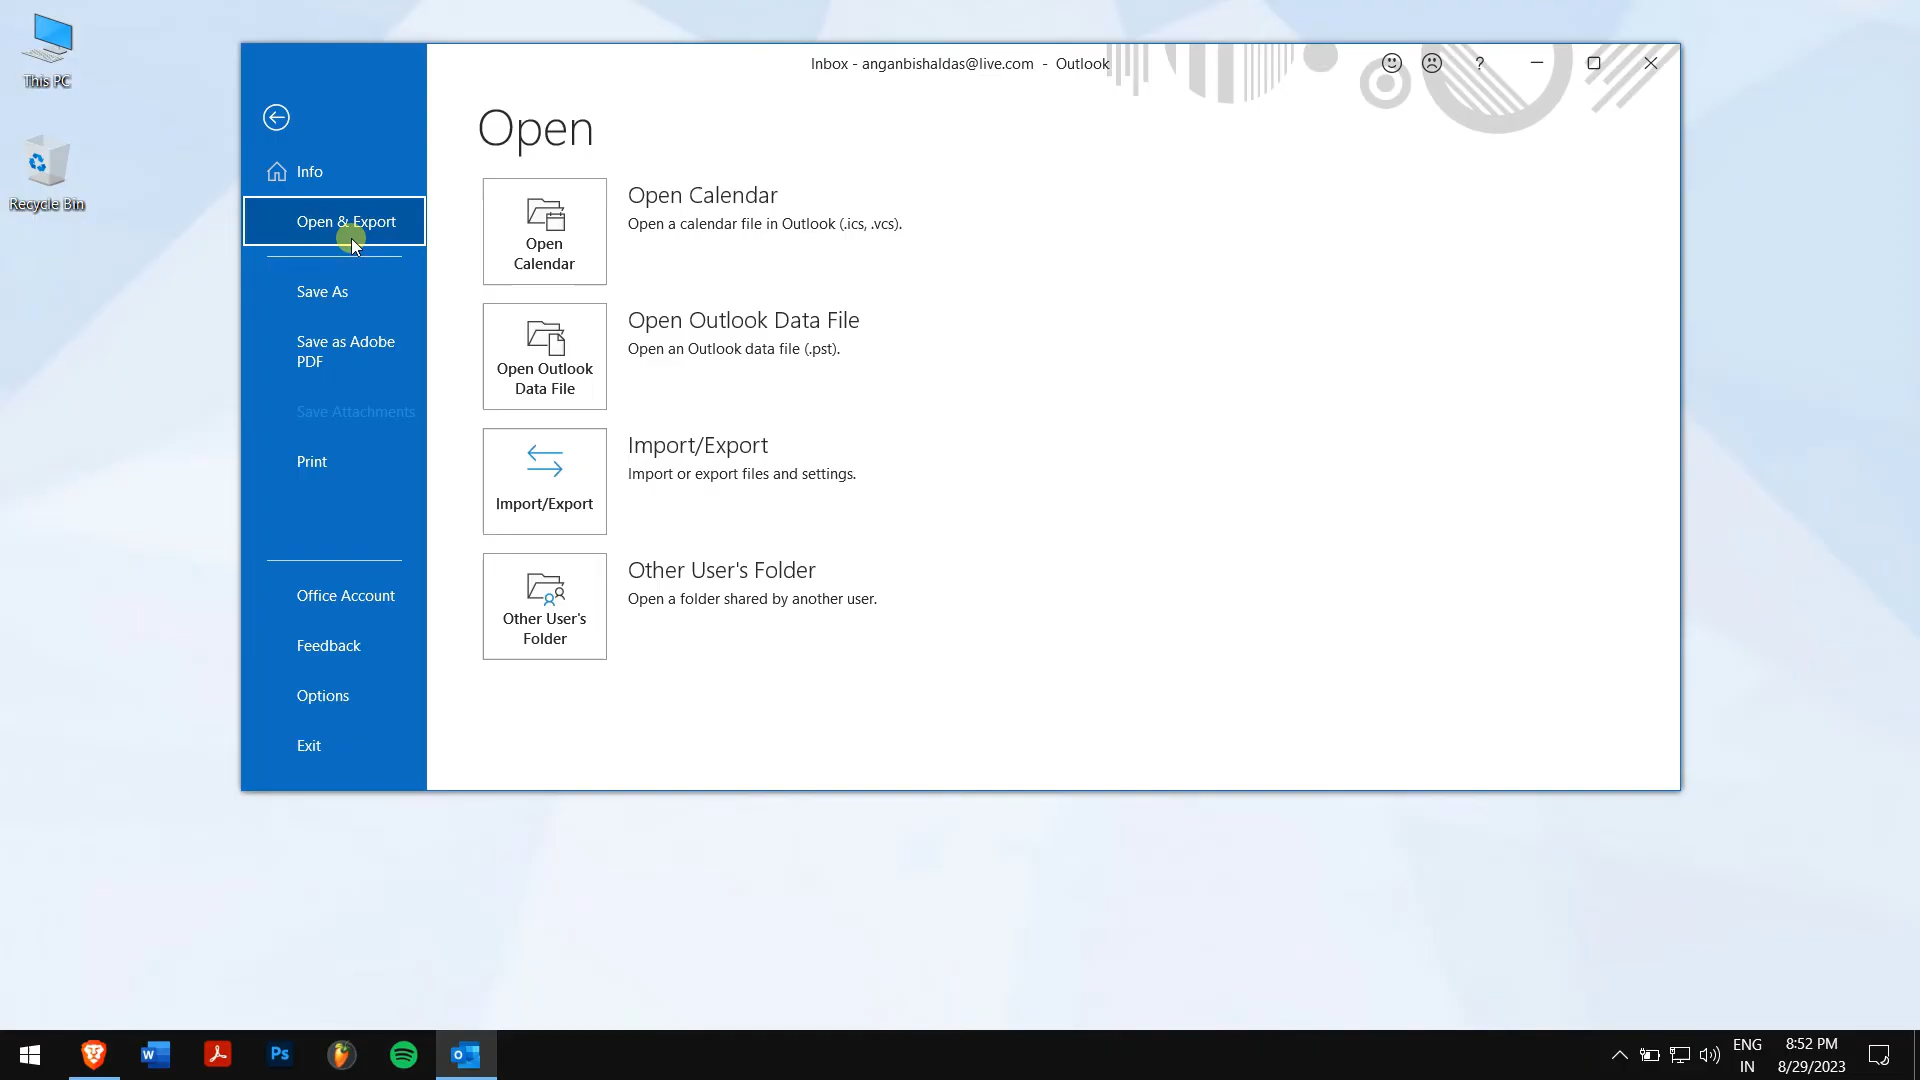 This PC
Recycle Bin
Inbox - anganbishaldas@live.com - Outlook
?
Info
Open & Export
Save As
Save as Adobe
PDF
Save Attachments
Print
Office Account
Feedback
Options
Exit
Open
Open
Calendar
Open Calendar
Open a calendar file in Outlook (.ics, .vcs).
Open Outlook
Data File
Open Outlook Data File
Open an Outlook data file (.pst).
Import/Export
Import/Export
Import or export files and settings.
Other User's
Folder
Other User's Folder
Open a folder shared by another user.
W
Ps
O
ENG
IN
8:52 PM
8/29/2023